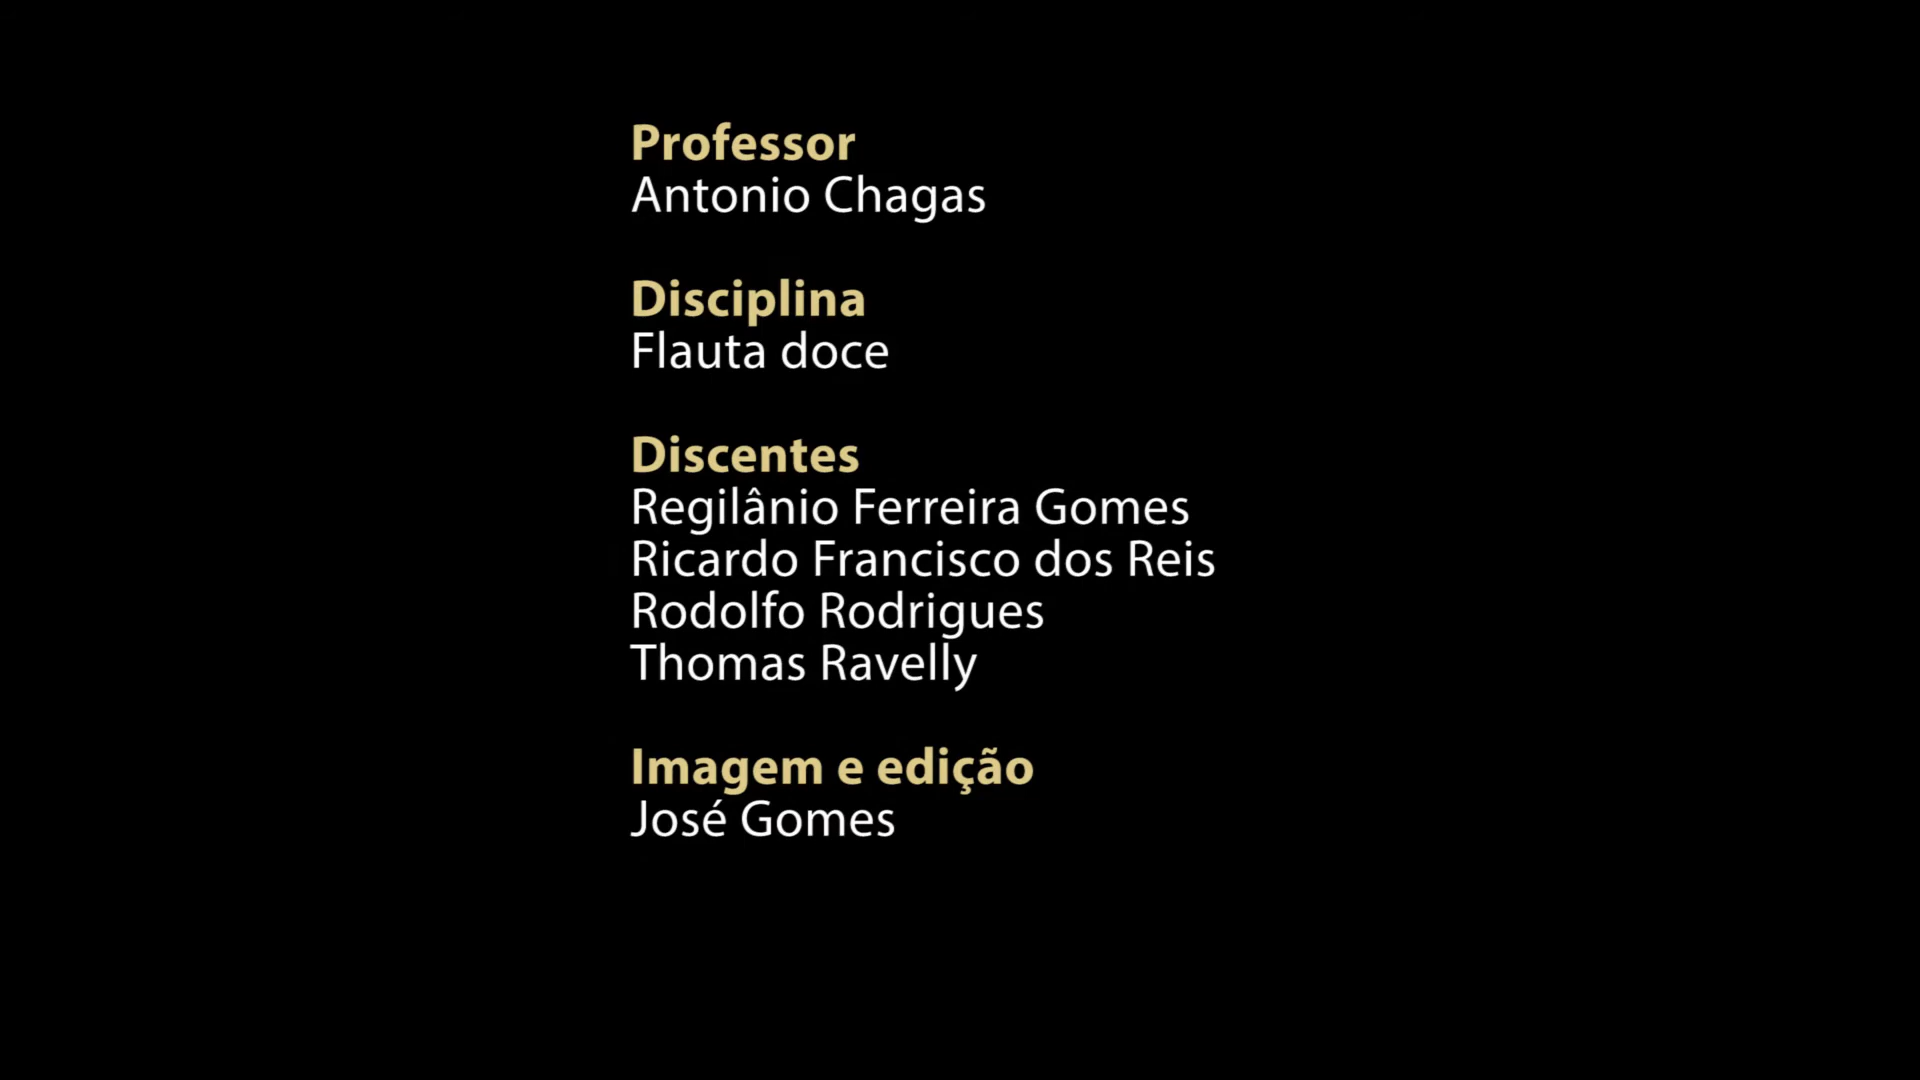 Professor
Antonio Chagas
Disciplina
Flauta doce
Discentes
Regilânio Ferreira Gomes
Ricardo Francisco dos Reis
Rodolfo Rodrigues
Thomas Ravelly
Imagem e edição
José Gomes